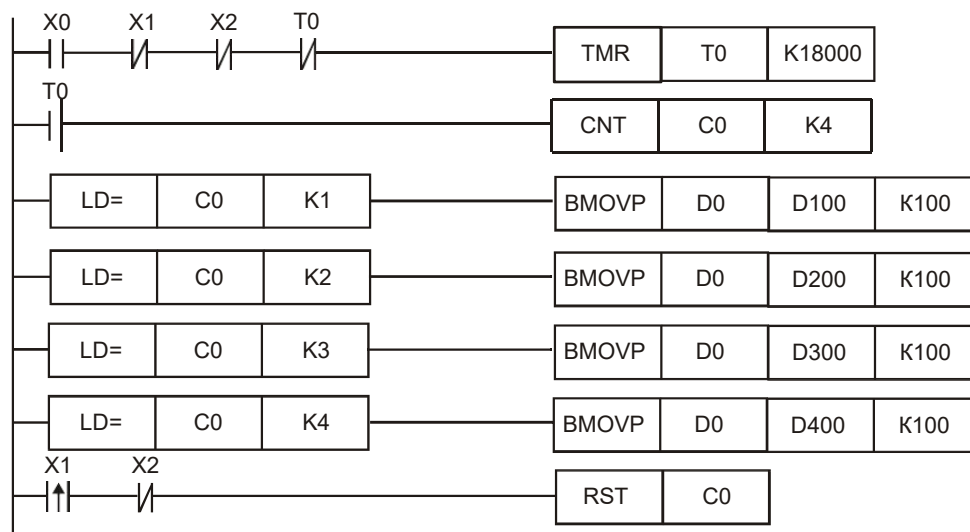 X0 X1 X2 T0
TMR T0 K18000
T0
CNT C0 K4
LD= C0 K1 BMOVP D0 D100 K100
LD= C0 K2 BMOVP D0 D200 K100
LD= C0 K3 BMOVP D0 D300 K100
LD= C0 K4 BMOVP D0 D400 K100
X1 X2
RST C0